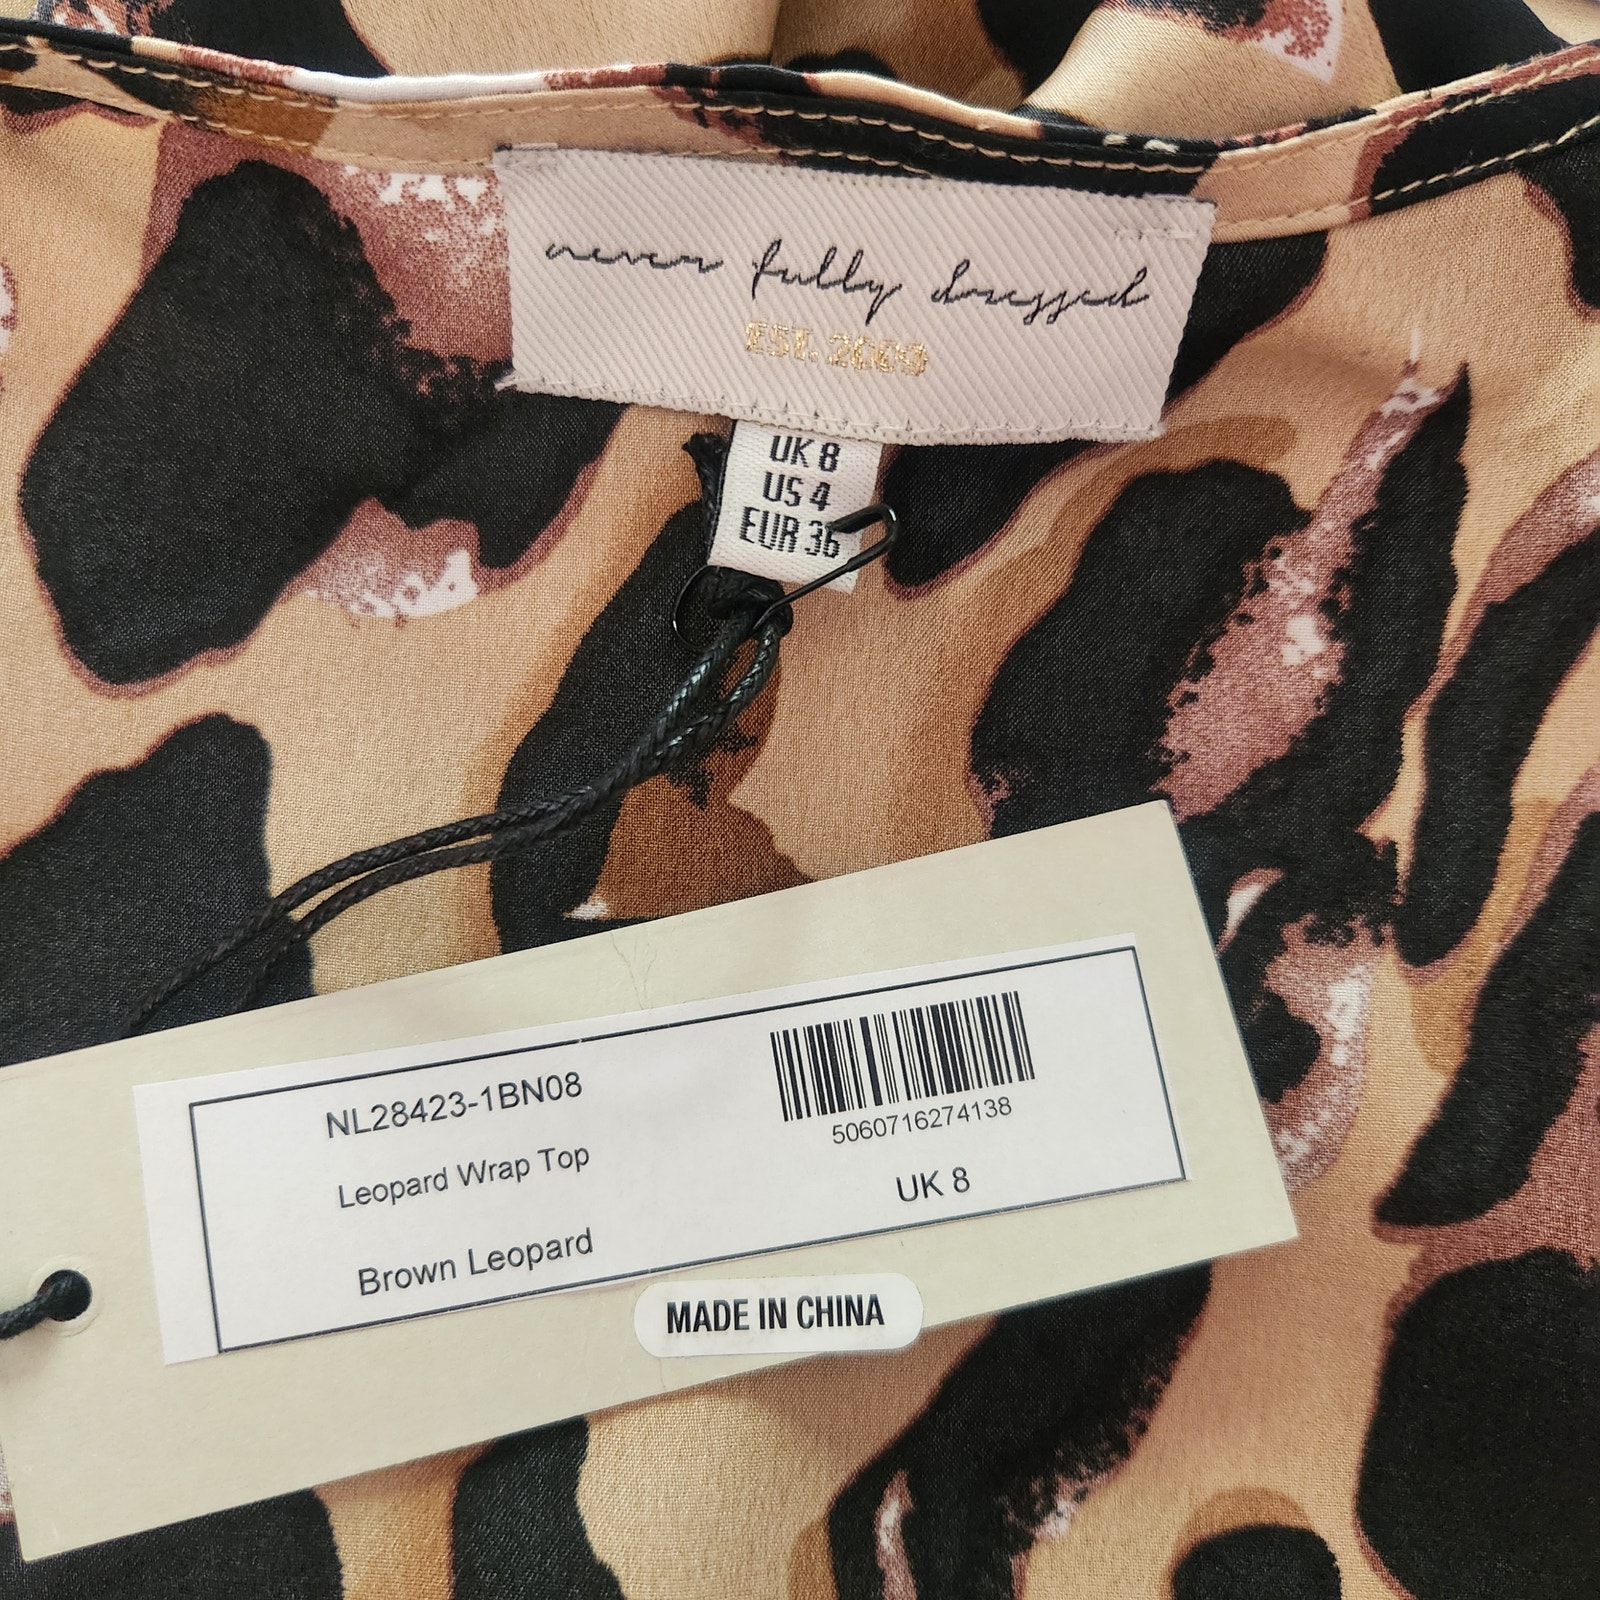 never fully dressed
EST. 2009
UK 8
US 4
EUR 36
NL28423-1BN08
Leopard Wrap Top
Brown Leopard
5060716274138
UK 8
MADE IN CHINA